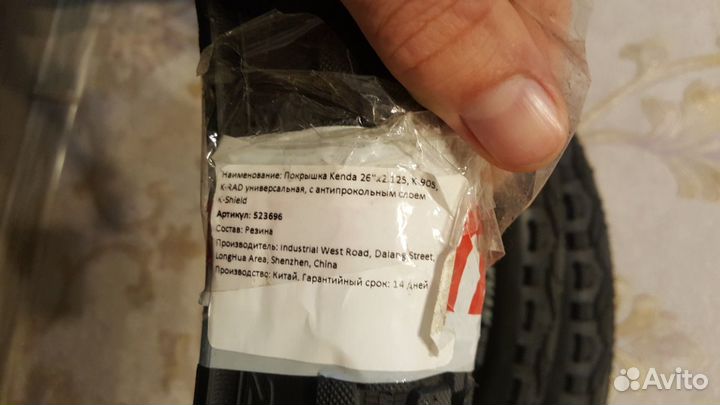 Наименование: Покрышка Kenda 26"x2.125, K-905,
K-RAD универсальная, с антипрокольным слоем
K-Shield
Артикул: 523696
Состав: Резина
Производитель: Industrial West Road, Dalang Street,
LongHua Area, Shenzhen, China
Производство: Китай. Гарантийный срок: 14 дней
Avito